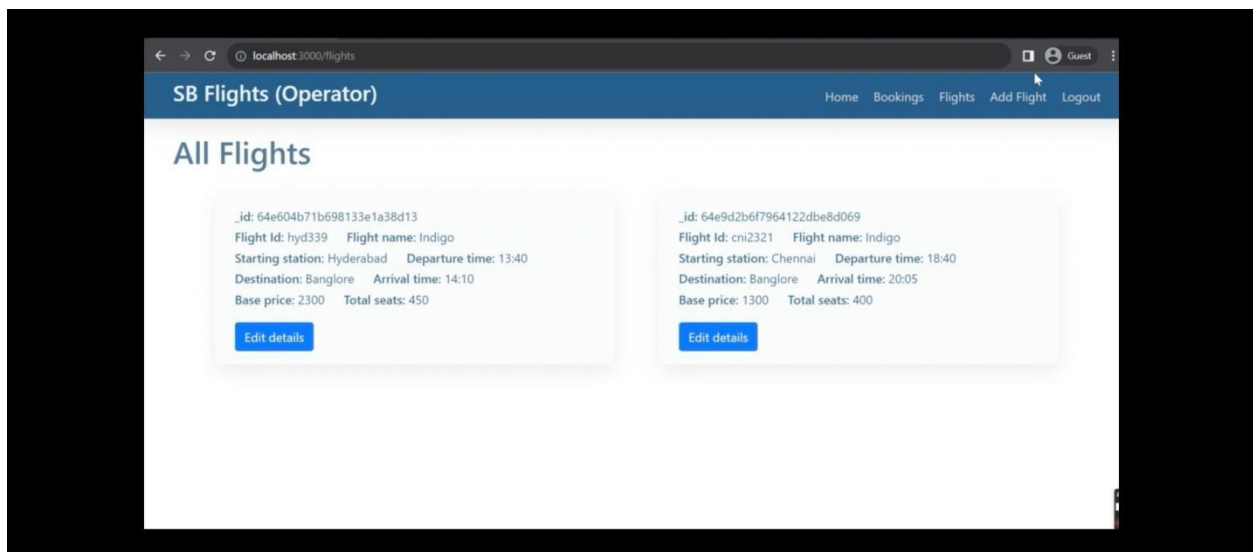 localhost:3000/flights
Guest
SB Flights (Operator)
Home Bookings Flights Add Flight Logout
All Flights
_id: 64e604b71b698133e1a38d13
Flight Id: hyd339 Flight name: Indigo
Starting station: Hyderabad Departure time: 13:40
Destination: Banglore Arrival time: 14:10
Base price: 2300 Total seats: 450
Edit details
_id: 64e9d2b6f7964122dbe8d069
Flight Id: cni2321 Flight name: Indigo
Starting station: Chennai Departure time: 18:40
Destination: Banglore Arrival time: 20:05
Base price: 1300 Total seats: 400
Edit details